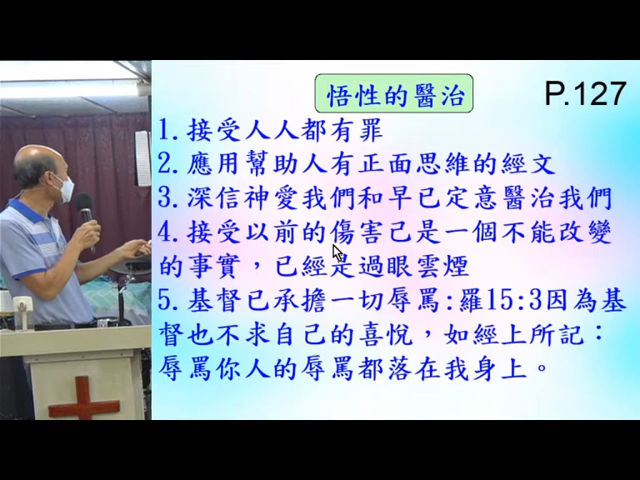 悟性的醫治
P.127
1.接受人人都有罪
2.應用幫助人有正面思維的經文
3.深信神愛我們和早已定意醫治我們
4.接受以前的傷害己是一個不能改變
的事實，已經是過眼雲煙
5.基督已承擔一切辱罵:羅15:3因為基
督也不求自己的喜悅，如經上所記：
辱罵你人的辱罵都落在我身上。